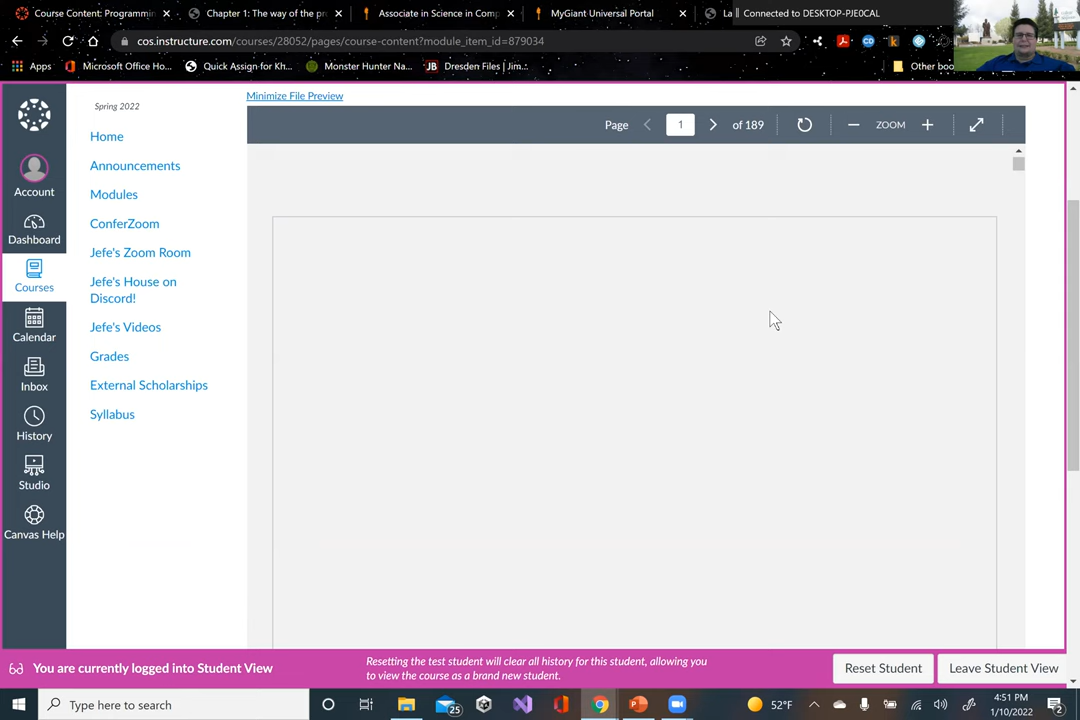 Course Content: Programmin
Chapter 1: The way of the pr
Associate in Science in Comp
MyGiant Universal Portal
La
Connected to DESKTOP-PJE0CAL
cos.instructure.com/courses/28052/pages/course-content?module_item_id=879034
Apps
Microsoft Office Ho...
Quick Assign for Kh...
Monster Hunter Na...
JB
Dresden Files | Jim...
Other boo
Spring 2022
Minimize File Preview
Page
1
of 189
ZOOM
Home
Announcements
Modules
ConferZoom
Jefe's Zoom Room
Jefe's House on
Discord!
Jefe's Videos
Grades
External Scholarships
Syllabus
Account
Dashboard
Courses
Calendar
Inbox
History
Studio
Canvas Help
You are currently logged into Student View
Resetting the test student will clear all history for this student, allowing you
to view the course as a brand new student.
Reset Student
Leave Student View
Type here to search
25
52°F
4:51 PM
1/10/2022
2